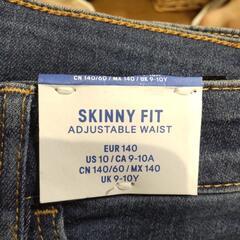 CN 140/60 / MX 140 / UK 9-10Y
SKINNY FIT
ADJUSTABLE WAIST
EUR 140
US 10 / CA 9-10A
CN 140/60 / MX 140
UK 9-10Y